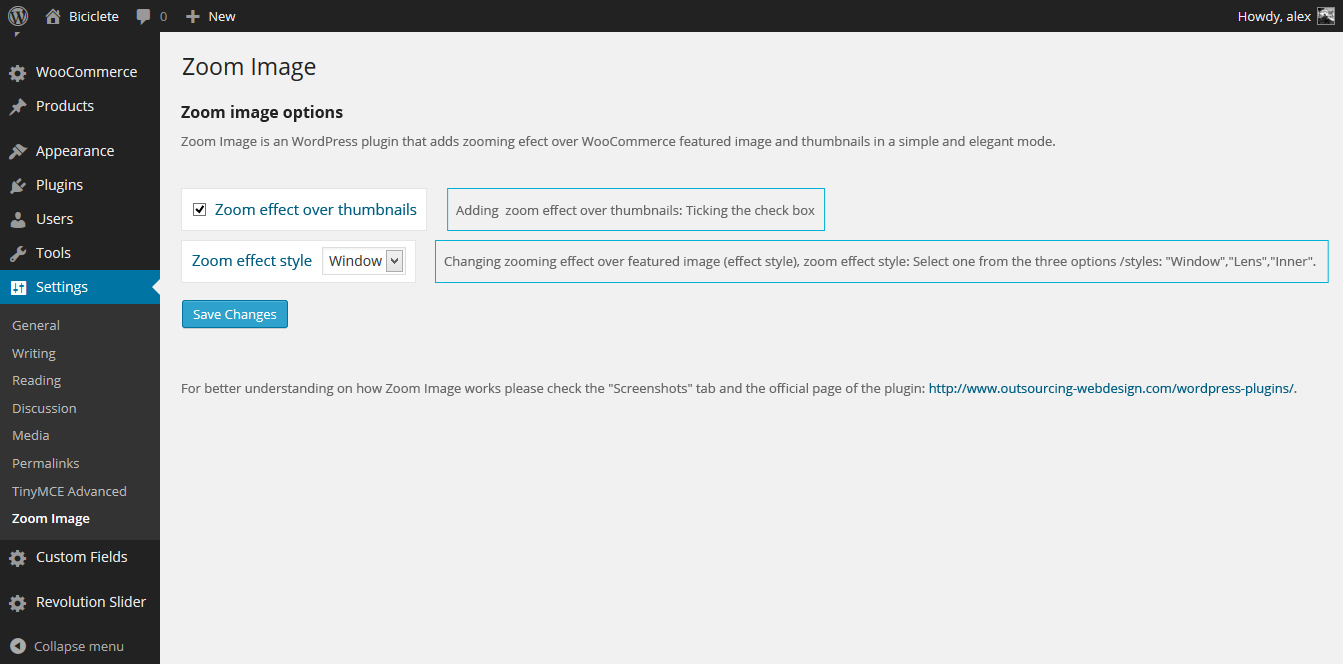 Biciclete 0 New Howdy, alex
WooCommerce
Products
Appearance
Plugins
Users
Tools
Settings
General
Writing
Reading
Discussion
Media
Permalinks
TinyMCE Advanced
Zoom Image
Custom Fields
Revolution Slider
Collapse menu
Zoom Image
Zoom image options
Zoom Image is an WordPress plugin that adds zooming efect over WooCommerce featured image and thumbnails in a simple and elegant mode.
Zoom effect over thumbnails
Adding  zoom effect over thumbnails: Ticking the check box
Zoom effect style Window
Changing zooming effect over featured image (effect style), zoom effect style: Select one from the three options /styles: "Window","Lens","Inner".
Save Changes
For better understanding on how Zoom Image works please check the "Screenshots" tab and the official page of the plugin: http://www.outsourcing-webdesign.com/wordpress-plugins/.